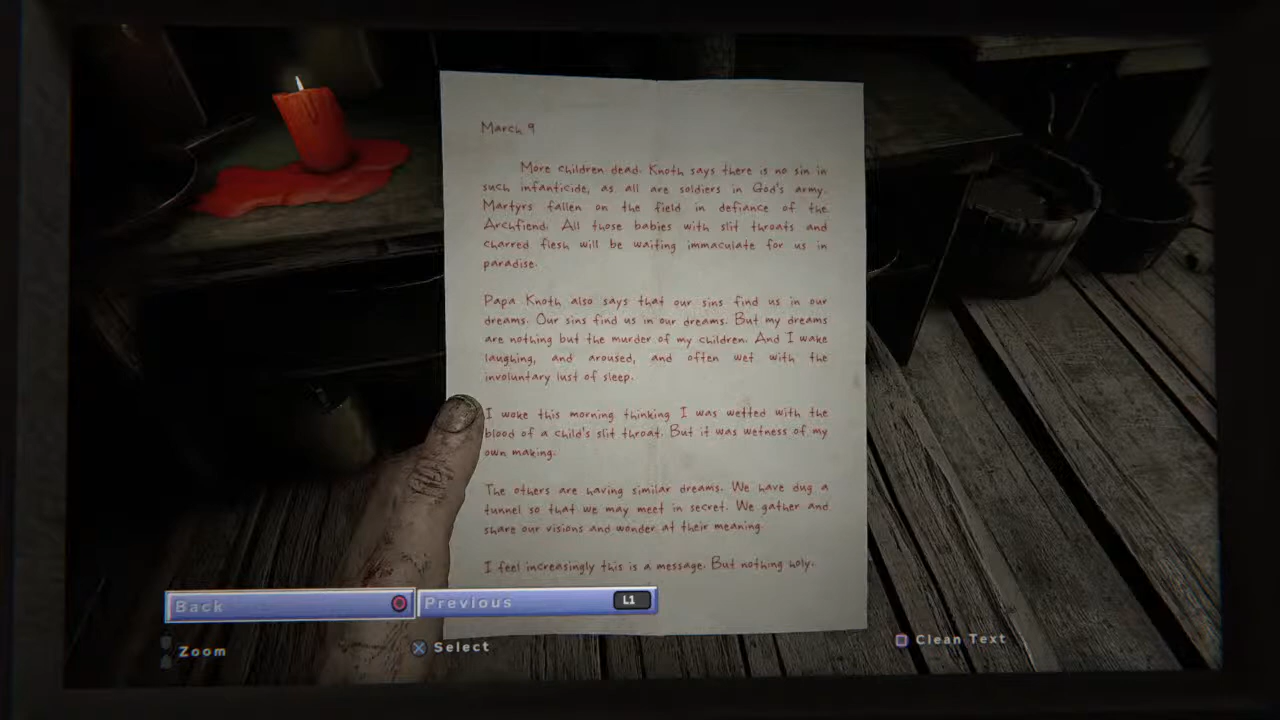 March 9
More children dead. Knoth says there is no sin in
such infanticide, as all are soldiers in God's army.
Martyrs fallen on the field in defiance of the
Archfiend. All those babies with slit throats and
charred flesh will be waiting immaculate for us in
paradise.
Papa Knoth also says that our sins find us in our
dreams. Our sins find us in our dreams. But my dreams
are nothing but the murder of my children. And I wake
laughing, and aroused, and often wet with the
involuntary lust of sleep.
I woke this morning thinking I was wetted with the
blood of a child's slit throat. But it was wetness of my
own making.
The others are having similar dreams. We have dug a
tunnel so that we may meet in secret. We gather and
share our visions and wonder at their meaning.
I feel increasingly this is a message. But nothing holy.
Back
Previous L1
Zoom
Select
Clean Text